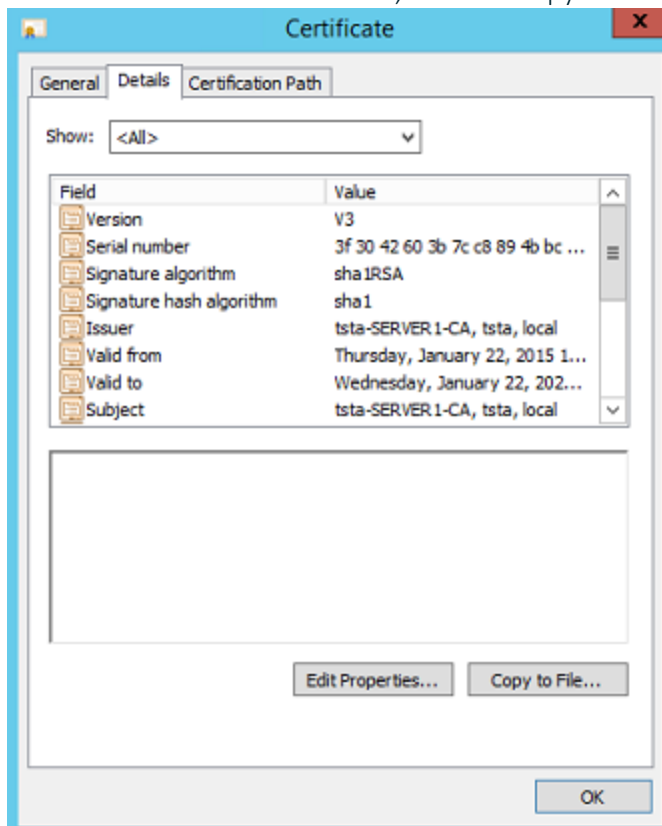 Certificate
x
General Details Certification Path
Show: <All>
Field Value
Version V3
Serial number 3f 30 42 60 3b 7c c8 89 4b bc ...
Signature algorithm sha1RSA
Signature hash algorithm sha1
Issuer tsta-SERVER1-CA, tsta, local
Valid from Thursday, January 22, 2015 1...
Valid to Wednesday, January 22, 202...
Subject tsta-SERVER1-CA, tsta, local
Edit Properties... Copy to File...
OK